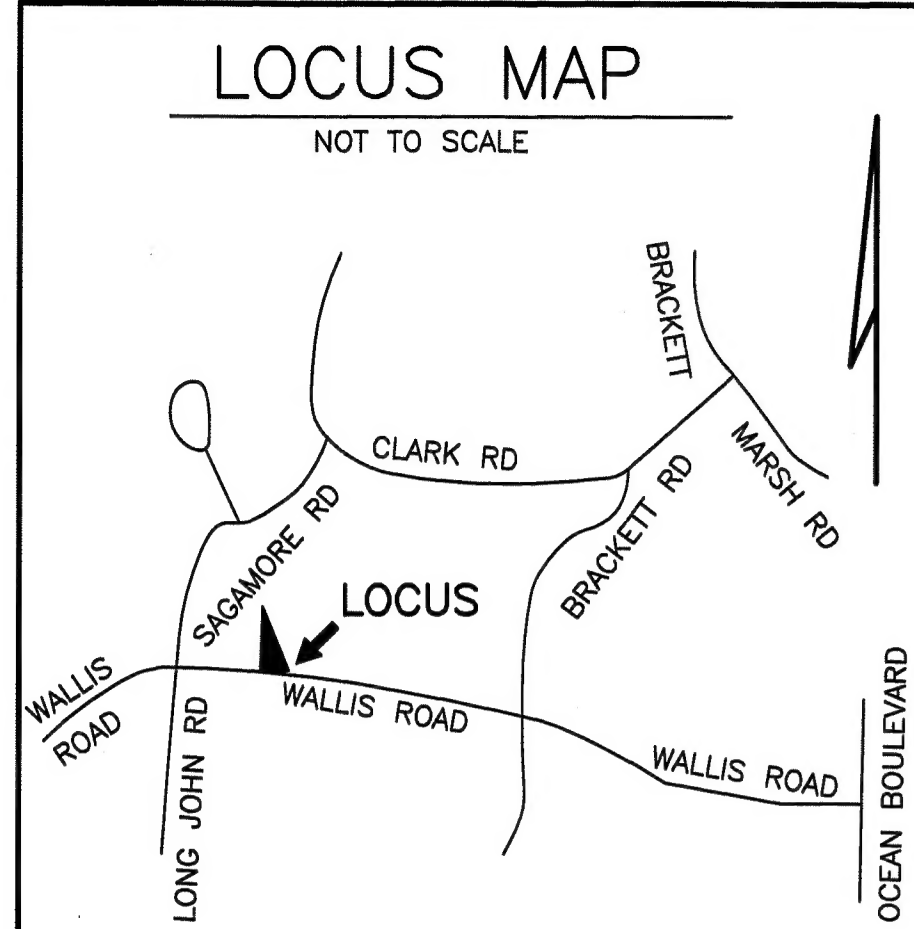 LOCUS MAP
NOT TO SCALE
BRACKETT
CLARK RD
MARSH RD
SAGAMORE RD
BRACKETT RD
LOCUS
WALLIS
ROAD
WALLIS ROAD
WALLIS ROAD
LONG JOHN RD
OCEAN BOULEVARD